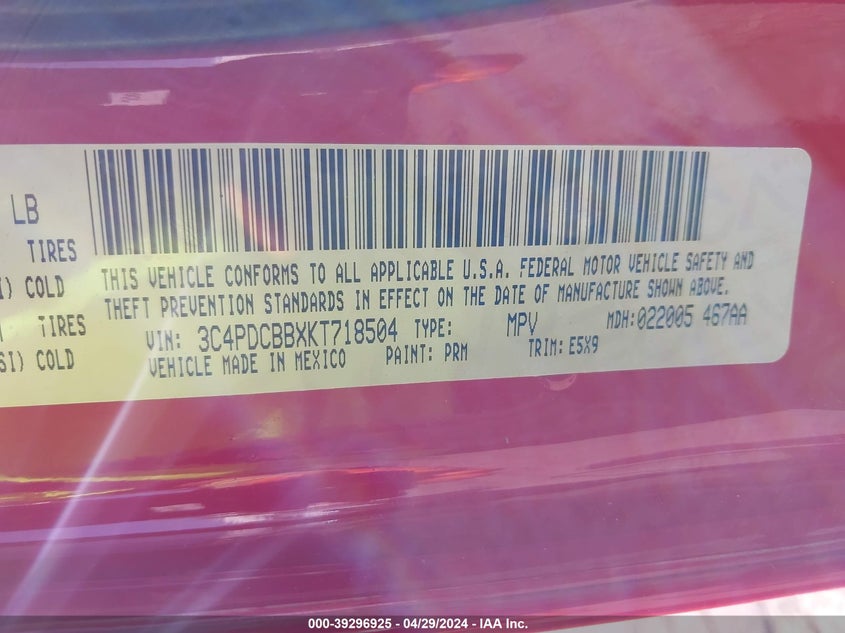 LB
TIRES
I) COLD
TIRES
SI) COLD
THIS VEHICLE CONFORMS TO ALL APPLICABLE U.S.A. FEDERAL MOTOR VEHICLE SAFETY AND
THEFT PREVENTION STANDARDS IN EFFECT ON THE DATE OF MANUFACTURE SHOWN ABOVE.
VIN: 3C4PDCBBXKT718504 TYPE: MPV MDH:022005 467AA
VEHICLE MADE IN MEXICO PAINT: PRM TRIM: E5X9
000-39296925 - 04/29/2024 - IAA Inc.